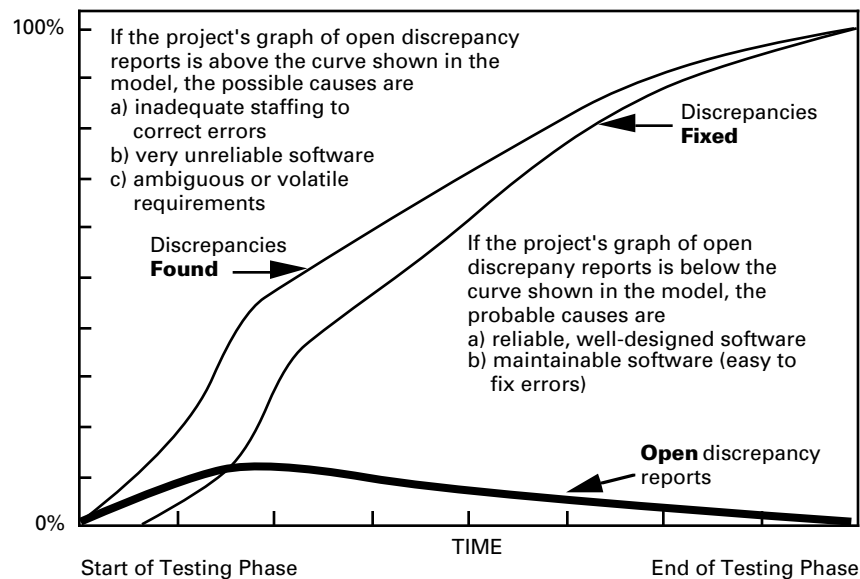 100%
If the project's graph of open discrepancy
reports is above the curve shown in the
model, the possible causes are
a) inadequate staffing to
correct errors
b) very unreliable software
c) ambiguous or volatile
requirements
Discrepancies
Fixed
Discrepancies
Found
If the project's graph of open
discrepany reports is below the
curve shown in the model, the
probable causes are
a) reliable, well-designed software
b) maintainable software (easy to
fix errors)
Open discrepancy
reports
0%
TIME
Start of Testing Phase
End of Testing Phase